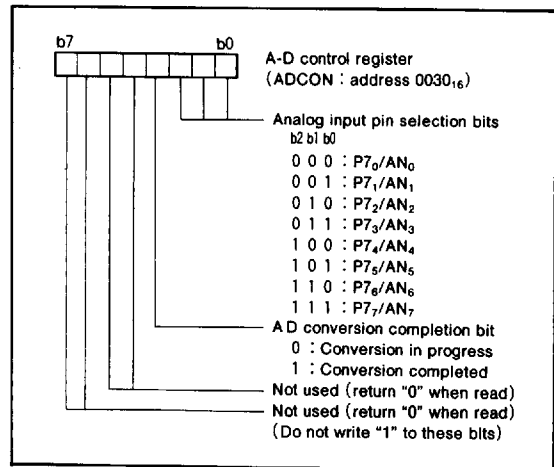 b7 b0
A-D control register
(ADCON : address 0030₁₆)
Analog input pin selection bits
b2 b1 b0
0 0 0 : P7₀/AN₀
0 0 1 : P7₁/AN₁
0 1 0 : P7₂/AN₂
0 1 1 : P7₃/AN₃
1 0 0 : P7₄/AN₄
1 0 1 : P7₅/AN₅
1 1 0 : P7₆/AN₆
1 1 1 : P7₇/AN₇
AD conversion completion bit
0 : Conversion in progress
1 : Conversion completed
Not used (return "0" when read)
Not used (return "0" when read)
(Do not write "1" to these bits)